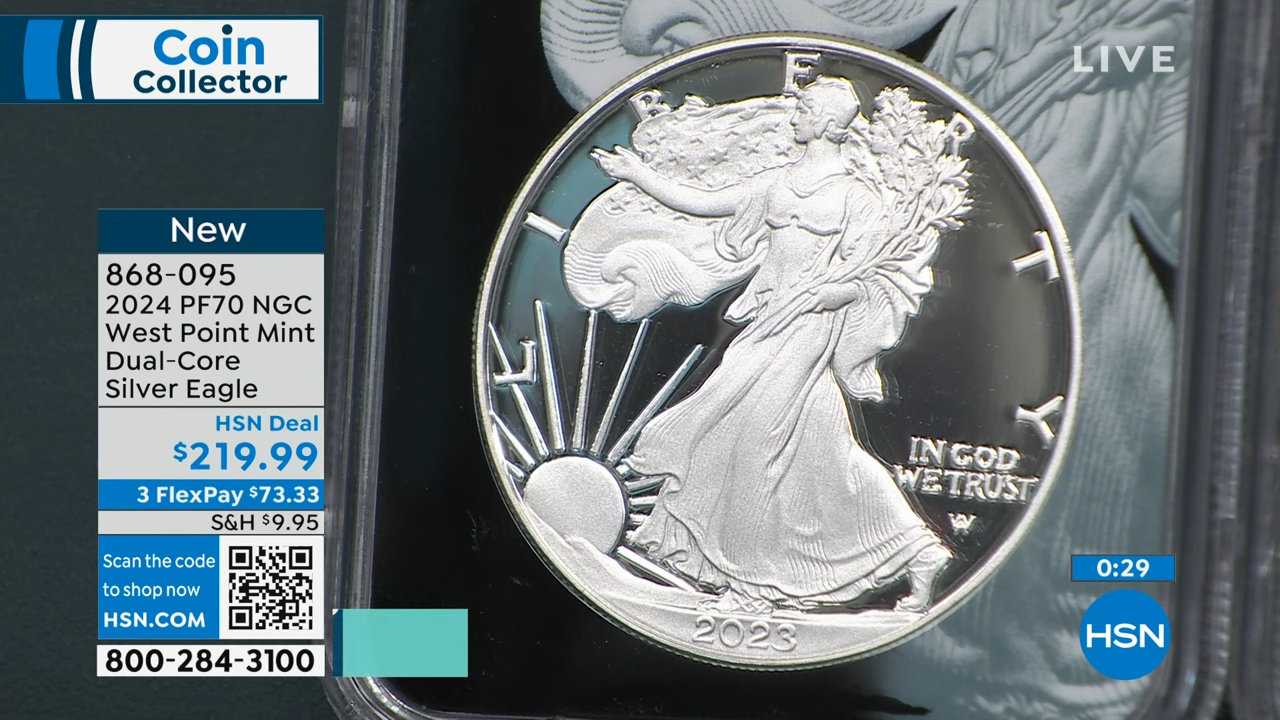 Coin
Collector
LIVE
New
868-095
2024 PF70 NGC
West Point Mint
Dual-Core
Silver Eagle
HSN Deal
$219.99
3 FlexPay $73.33
S&H $9.95
Scan the code
to shop now
HSN.COM
800-284-3100
LIBERTY
IN GOD
WE TRUST
2023
0:29
HSN